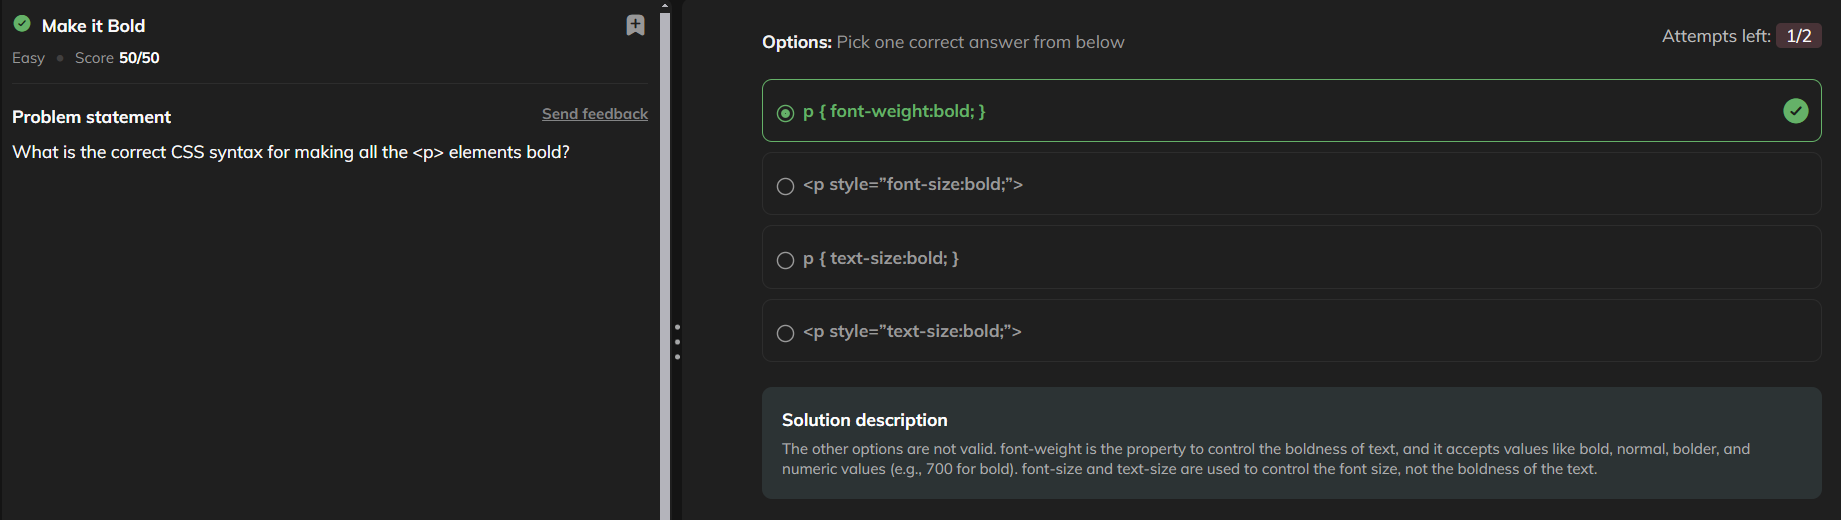 Make it Bold
Easy • Score 50/50
Problem statement
Send feedback
What is the correct CSS syntax for making all the <p> elements bold?
Options: Pick one correct answer from below
Attempts left: 1/2
p { font-weight:bold; }
<p style=”font-size:bold;”>
p { text-size:bold; }
<p style=”text-size:bold;”>
Solution description
The other options are not valid. font-weight is the property to control the boldness of text, and it accepts values like bold, normal, bolder, and
numeric values (e.g., 700 for bold). font-size and text-size are used to control the font size, not the boldness of the text.